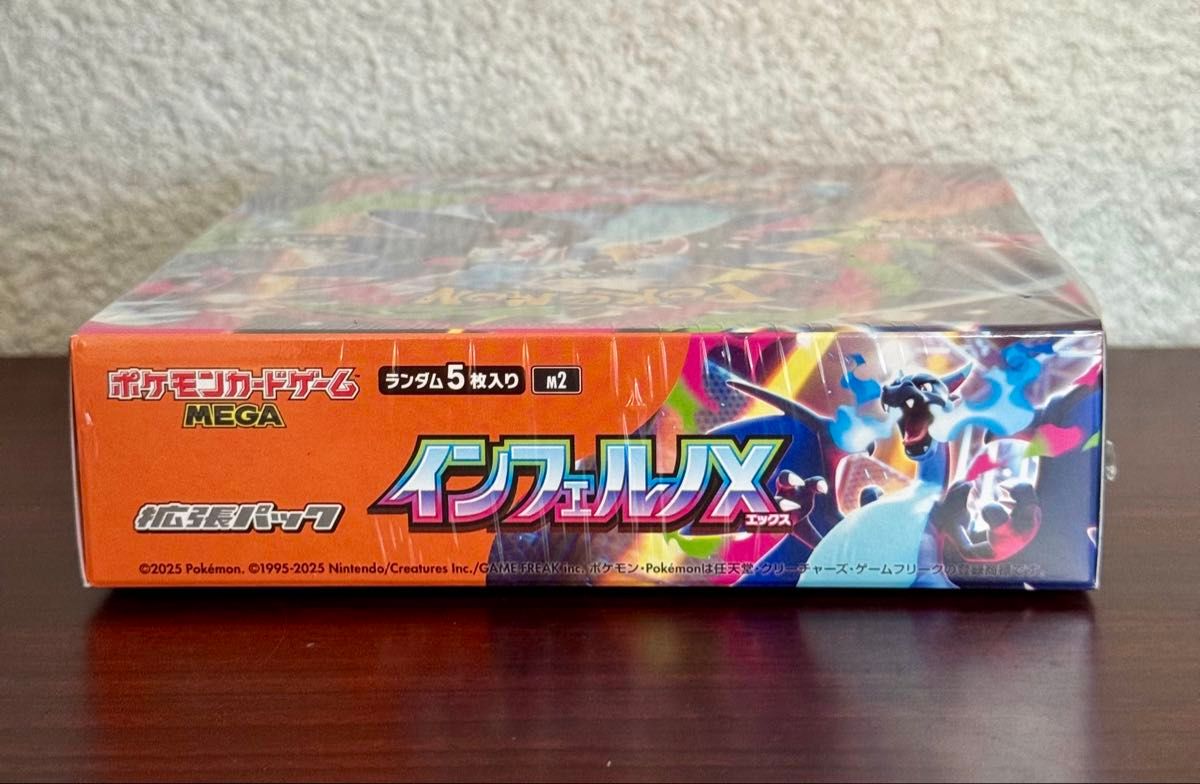 POKÉMON
ポケモンカードゲーム
MEGA
ランダム5枚入り
M2
インフェルノX
エックス
拡張パック
©2025 Pokémon. ©1995-2025 Nintendo/Creatures Inc./GAME FREAK inc. ポケモン・Pokémonは任天堂・クリーチャーズ・ゲームフリークの登録商標です。